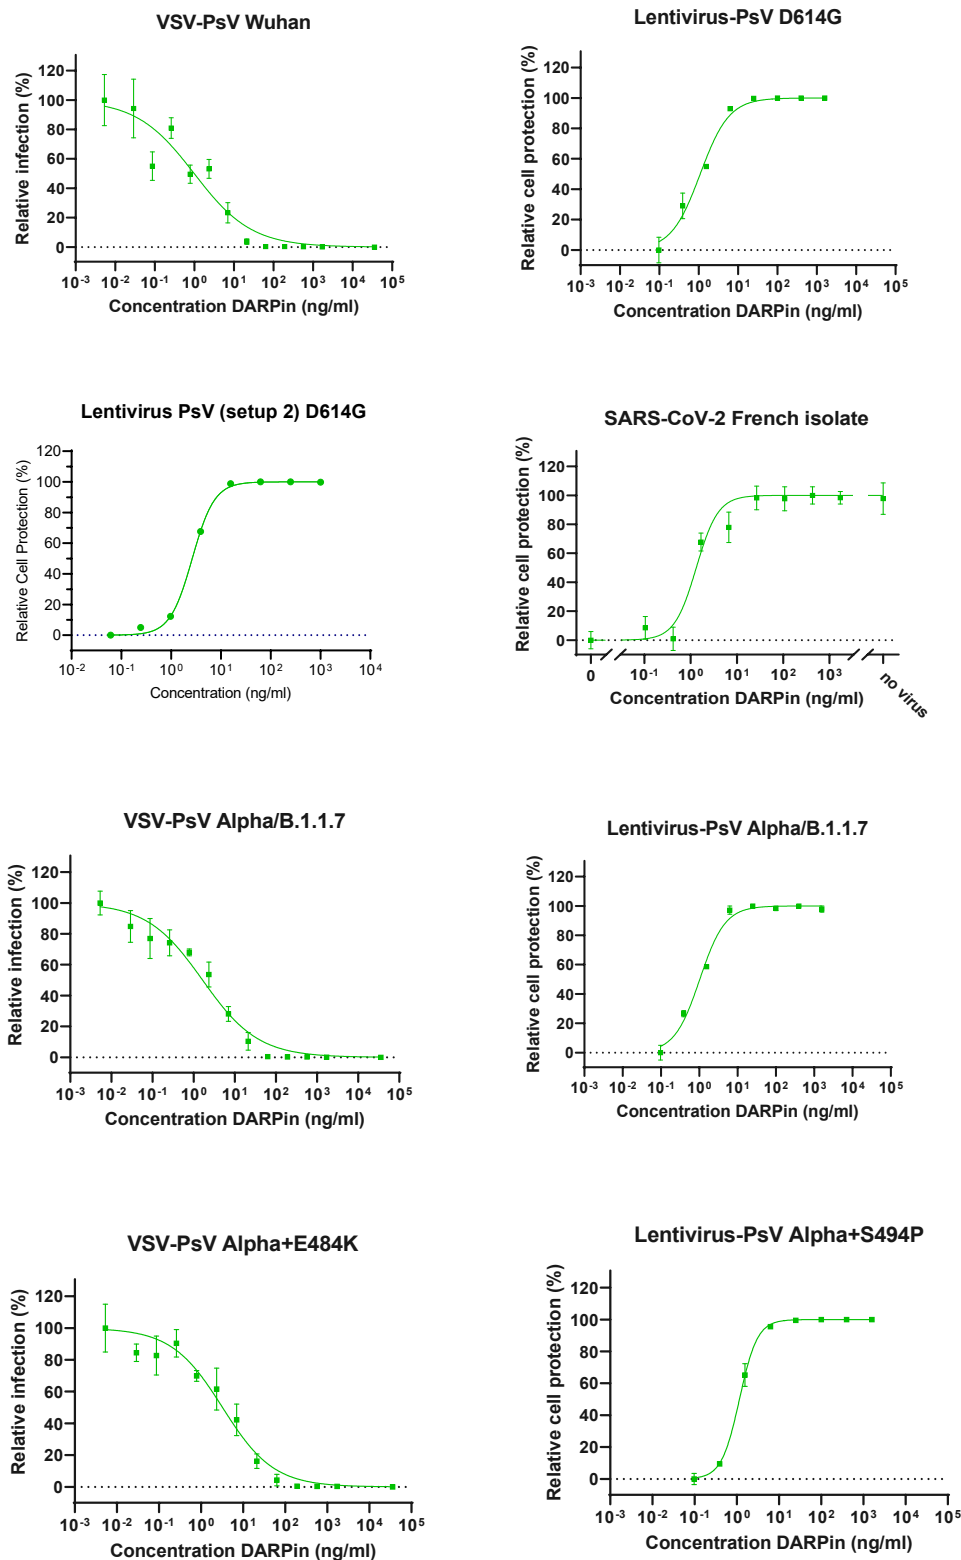 VSV-PsV Wuhan
Relative infection (%)
120
100
80
60
40
20
0
10-3 10-2 10-1 100 101 102 103 104 105
Concentration DARPin (ng/ml)
Lentivirus-PsV D614G
Relative cell protection (%)
120
100
80
60
40
20
0
10-3 10-2 10-1 100 101 102 103 104 105
Concentration DARPin (ng/ml)
Lentivirus PsV (setup 2) D614G
Relative Cell Protection (%)
120
100
80
60
40
20
0
10-2 10-1 100 101 102 103 104
Concentration (ng/ml)
SARS-CoV-2 French isolate
Relative cell protection (%)
120
100
80
60
40
20
0
0 10-1 100 101 102 103 no virus
Concentration DARPin (ng/ml)
VSV-PsV Alpha/B.1.1.7
Relative infection (%)
120
100
80
60
40
20
0
10-3 10-2 10-1 100 101 102 103 104 105
Concentration DARPin (ng/ml)
Lentivirus-PsV Alpha/B.1.1.7
Relative cell protection (%)
120
100
80
60
40
20
0
10-3 10-2 10-1 100 101 102 103 104 105
Concentration DARPin (ng/ml)
VSV-PsV Alpha+E484K
Relative infection (%)
120
100
80
60
40
20
0
10-3 10-2 10-1 100 101 102 103 104 105
Concentration DARPin (ng/ml)
Lentivirus-PsV Alpha+S494P
Relative cell protection (%)
120
100
80
60
40
20
0
10-3 10-2 10-1 100 101 102 103 104 105
Concentration DARPin (ng/ml)